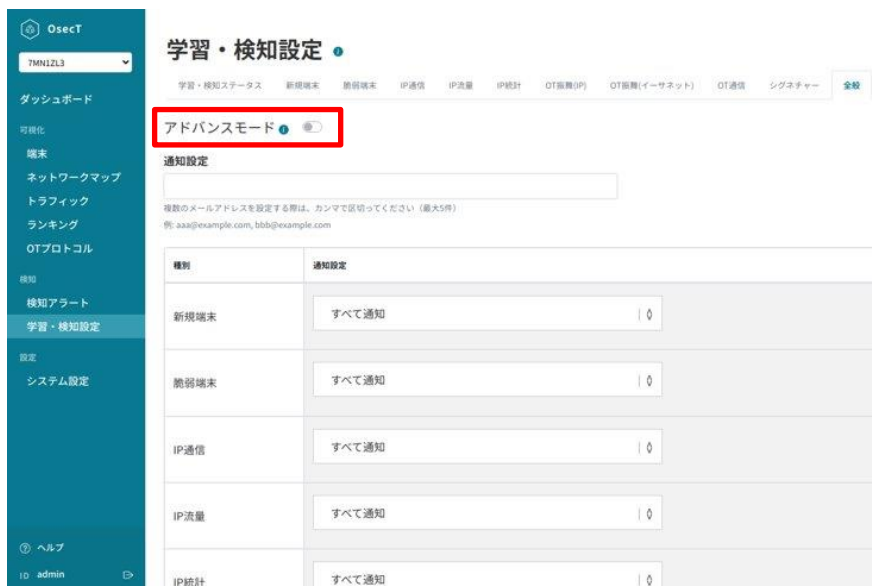 OsecT
7MN1ZL3
ダッシュボード
可視化
端末
ネットワークマップ
トラフィック
ランキング
OTプロトコル
検知
検知アラート
学習・検知設定
設定
システム設定
ヘルプ
ID admin
学習・検知設定
学習・検知ステータス 新規端末 脆弱端末 IP通信 IP流量 IP統計 OT振舞(IP) OT振舞(イーサネット) OT通信 シグネチャー 全般
アドバンスモード
通知設定
複数のメールアドレスを設定する際は、カンマで区切ってください（最大5件）
例: aaa@example.com, bbb@example.com
種別 通知設定
新規端末 すべて通知
脆弱端末 すべて通知
IP通信 すべて通知
IP流量 すべて通知
IP統計 すべて通知